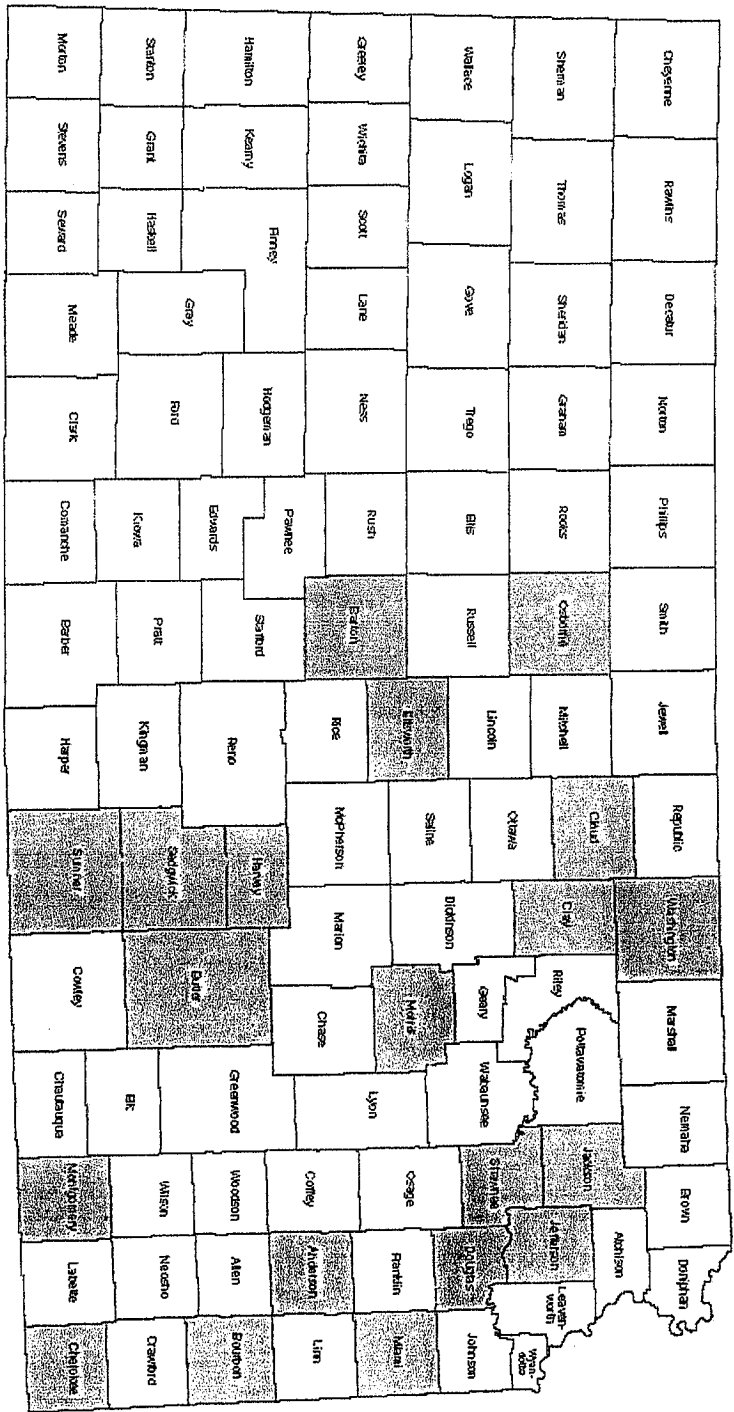 Cheyenne
Rawlins
Decatur
Norton
Phillips
Smith
Jewell
Republic
Washington
Marshall
Nemaha
Brown
Doniphan
Sherman
Thomas
Sheridan
Graham
Rooks
Osborne
Mitchell
Cloud
Clay
Riley
Pottawatomie
Jackson
Atchison
Jefferson
Leaven-
worth
Wyan-
dotte
Wallace
Logan
Gove
Trego
Ellis
Russell
Lincoln
Ottawa
Dickinson
Geary
Wabaunsee
Shawnee
Douglas
Johnson
Ellsworth
Saline
Morris
Osage
Franklin
Miami
Greeley
Wichita
Scott
Lane
Ness
Rush
Barton
Rice
McPherson
Marion
Chase
Lyon
Coffey
Anderson
Linn
Hamilton
Kearny
Finney
Hodgeman
Pawnee
Stafford
Reno
Harvey
Butler
Greenwood
Woodson
Allen
Bourbon
Stanton
Grant
Haskell
Gray
Ford
Edwards
Kiowa
Pratt
Kingman
Sedgwick
Elk
Wilson
Neosho
Crawford
Morton
Stevens
Seward
Meade
Clark
Comanche
Barber
Harper
Sumner
Cowley
Chautauqua
Montgomery
Labette
Cherokee